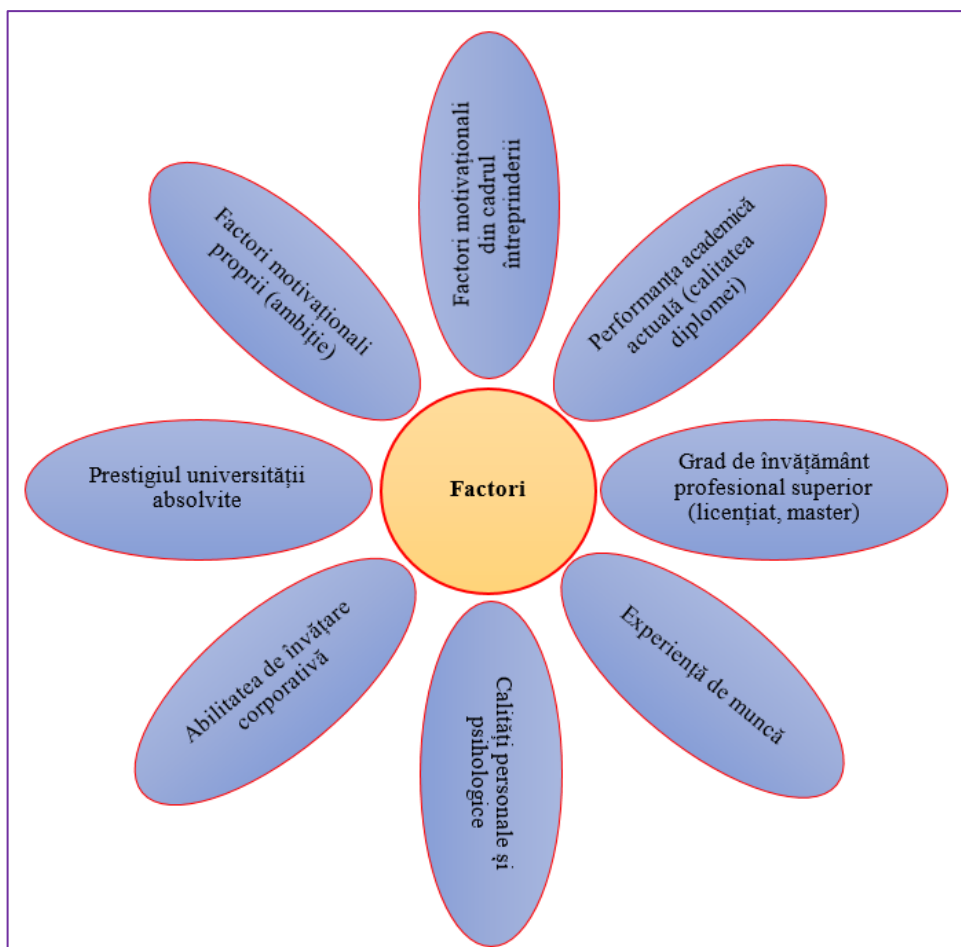 Factori motivaționali
din cadrul
întreprinderii
Performanța academică
actuală (calitatea
diplomei)
Grad de învățământ
profesional superior
(licențiat, master)
Experiență de muncă
Calități personale și
psihologice
Abilitatea de învățare
corporativă
Prestigiul universității
absolvite
Factori motivaționali
proprii (ambiție)
Factori